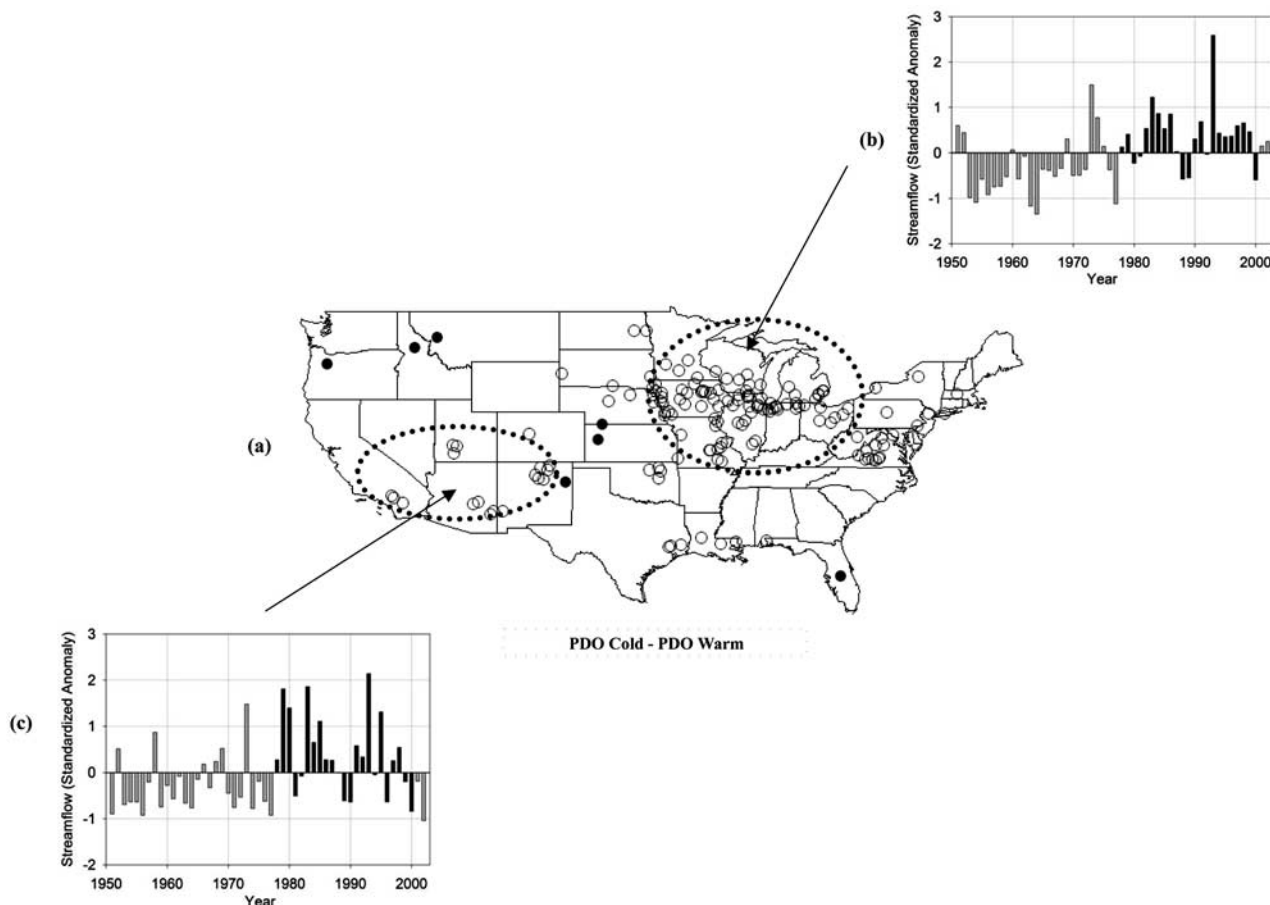 3
2
1
0
-1
-2
Streamflow (Standardized Anomaly)
1950 1960 1970 1980 1990 2000
Year
(b)
(a)
PDO Cold - PDO Warm
(c)
3
2
1
0
-1
-2
Streamflow (Standardized Anomaly)
1950 1960 1970 1980 1990 2000
Year